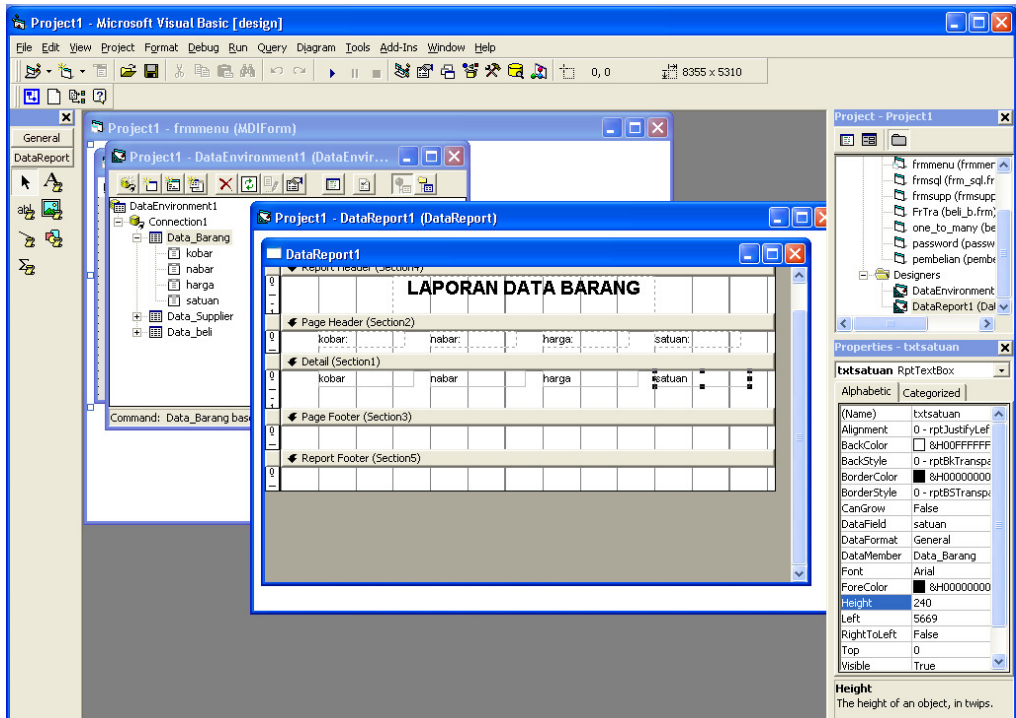 Project1 - Microsoft Visual Basic [design]
File Edit View Project Format Debug Run Query Diagram Tools Add-Ins Window Help
0, 0 8355 x 5310
General
DataReport
Project1 - frmmenu (MDIForm)
Project1 - DataEnvironment1 (DataEnvir...
DataEnvironment1
Connection1
Data_Barang
kobar
nabar
harga
satuan
Data_Supplier
Data_beli
Command: Data_Barang bas
Project1 - DataReport1 (DataReport)
DataReport1
Report Header (Section4)
LAPORAN DATA BARANG
Page Header (Section2)
kobar: nabar: harga: satuan:
Detail (Section1)
kobar nabar harga satuan
Page Footer (Section3)
Report Footer (Section5)
Project - Project1
frmmenu (frmmer
frmsql (frm_sql.fr
frmsupp (frmsupp
FrTra (beli_b.frm)
one_to_many (be
password (passw
pembelian (pembe
Designers
DataEnvironment
DataReport1 (Dat
Properties - txtsatuan
txtsatuan RptTextBox
Alphabetic Categorized
(Name) txtsatuan
Alignment 0 - rptJustifyLef
BackColor &H00FFFFFF
BackStyle 0 - rptBkTranspa
BorderColor &H00000000
BorderStyle 0 - rptBSTranspa
CanGrow False
DataField satuan
DataFormat General
DataMember Data_Barang
Font Arial
ForeColor &H00000000
Height 240
Left 5669
RightToLeft False
Top 0
Visible True
Height
The height of an object, in twips.